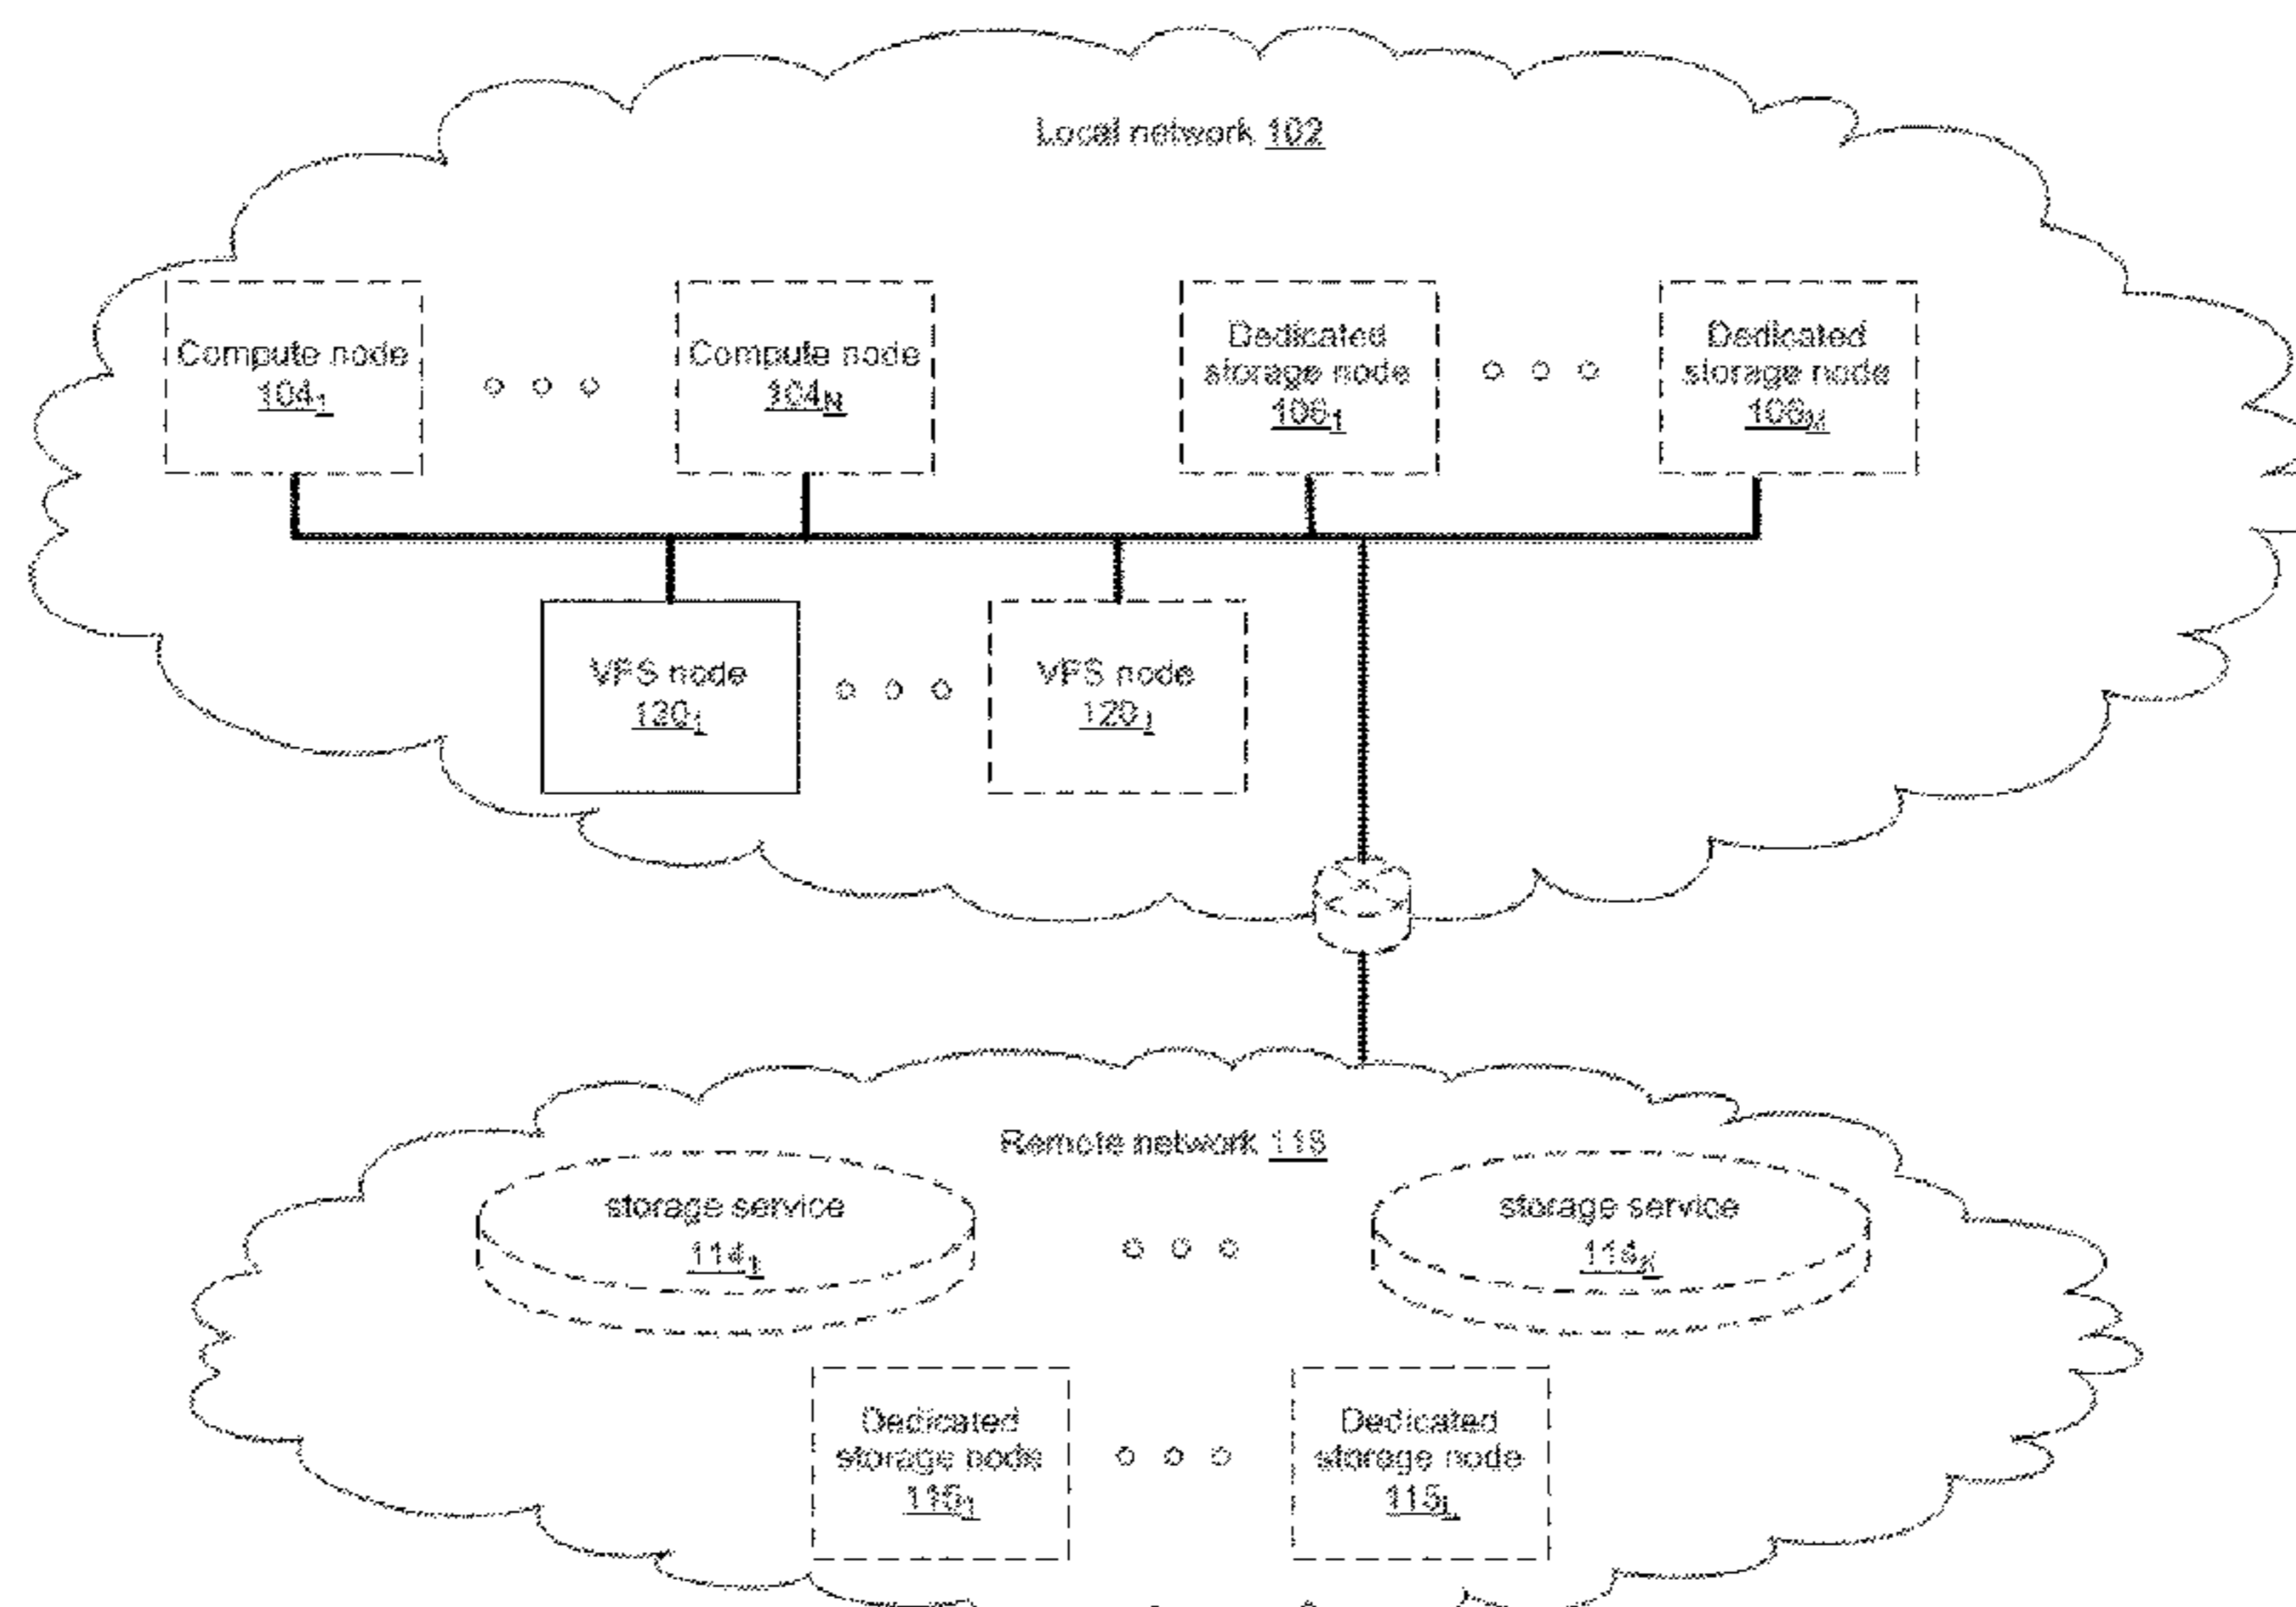 Local network 102
Compute node
104₁
Compute node
104N
Dedicated
storage node
106₁
Dedicated
storage node
106M
VFS node
120₁
VFS node
120J
Remote network 118
storage service
114₁
storage service
114K
Dedicated
storage node
115₁
Dedicated
storage node
115L